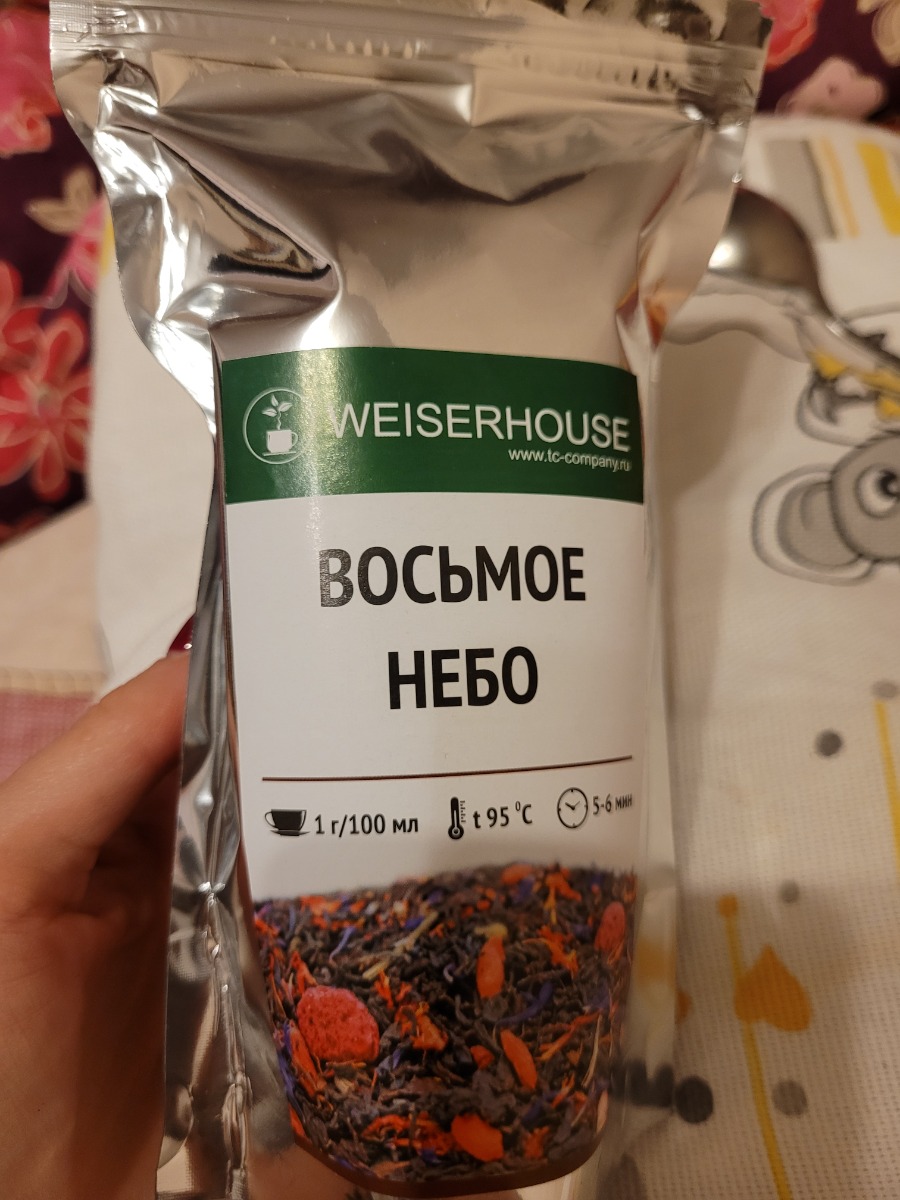 WEISERHOUSE
www.tc-company.ru
ВОСЬМОЕ
НЕБО
1 г/100 мл t 95 °C 5-6 мин